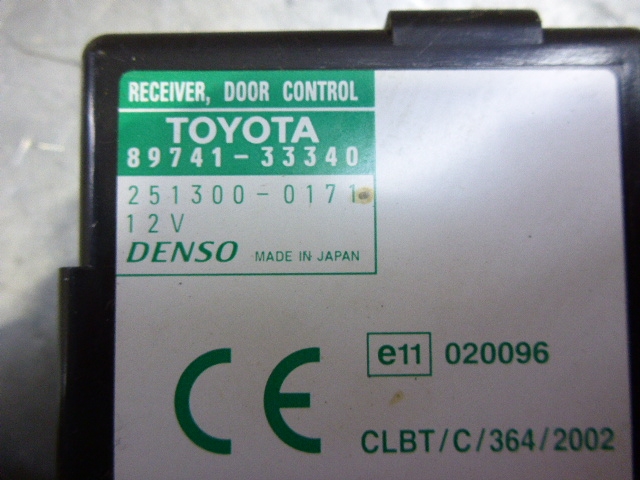 RECEIVER, DOOR CONTROL
TOYOTA
89741-33340
251300-0171
12V
DENSO MADE IN JAPAN
e11 020096
CE
CLBT/C/364/2002